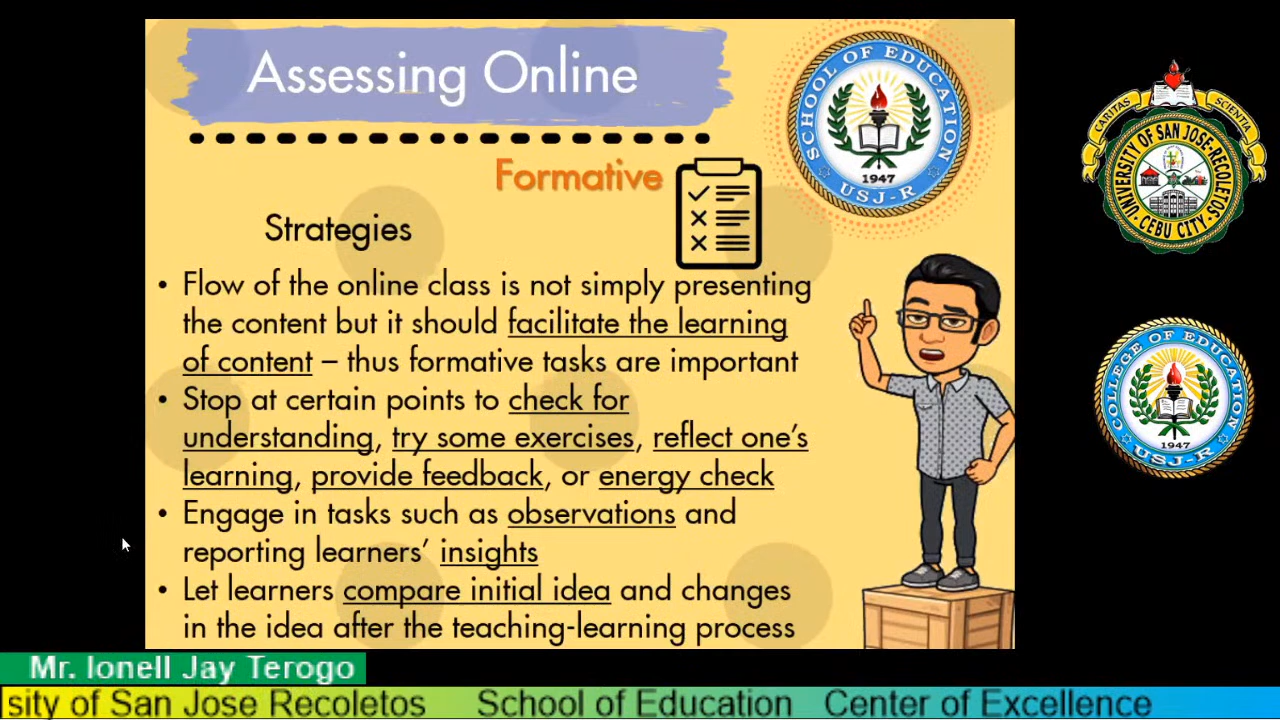 Assessing Online
Formative
Strategies
• Flow of the online class is not simply presenting
the content but it should facilitate the learning
of content – thus formative tasks are important
• Stop at certain points to check for
understanding, try some exercises, reflect one's
learning, provide feedback, or energy check
• Engage in tasks such as observations and
reporting learners' insights
• Let learners compare initial idea and changes
in the idea after the teaching-learning process
SCHOOL OF EDUCATION
1947
USJ-R
CARITAS SCIENTIA
UNIVERSITY OF SAN JOSE-RECOLETOS
CEBU CITY
COLLEGE OF EDUCATION
1947
USJ-R
Mr. Ionell Jay Terogo
sity of San Jose Recoletos School of Education Center of Excellence